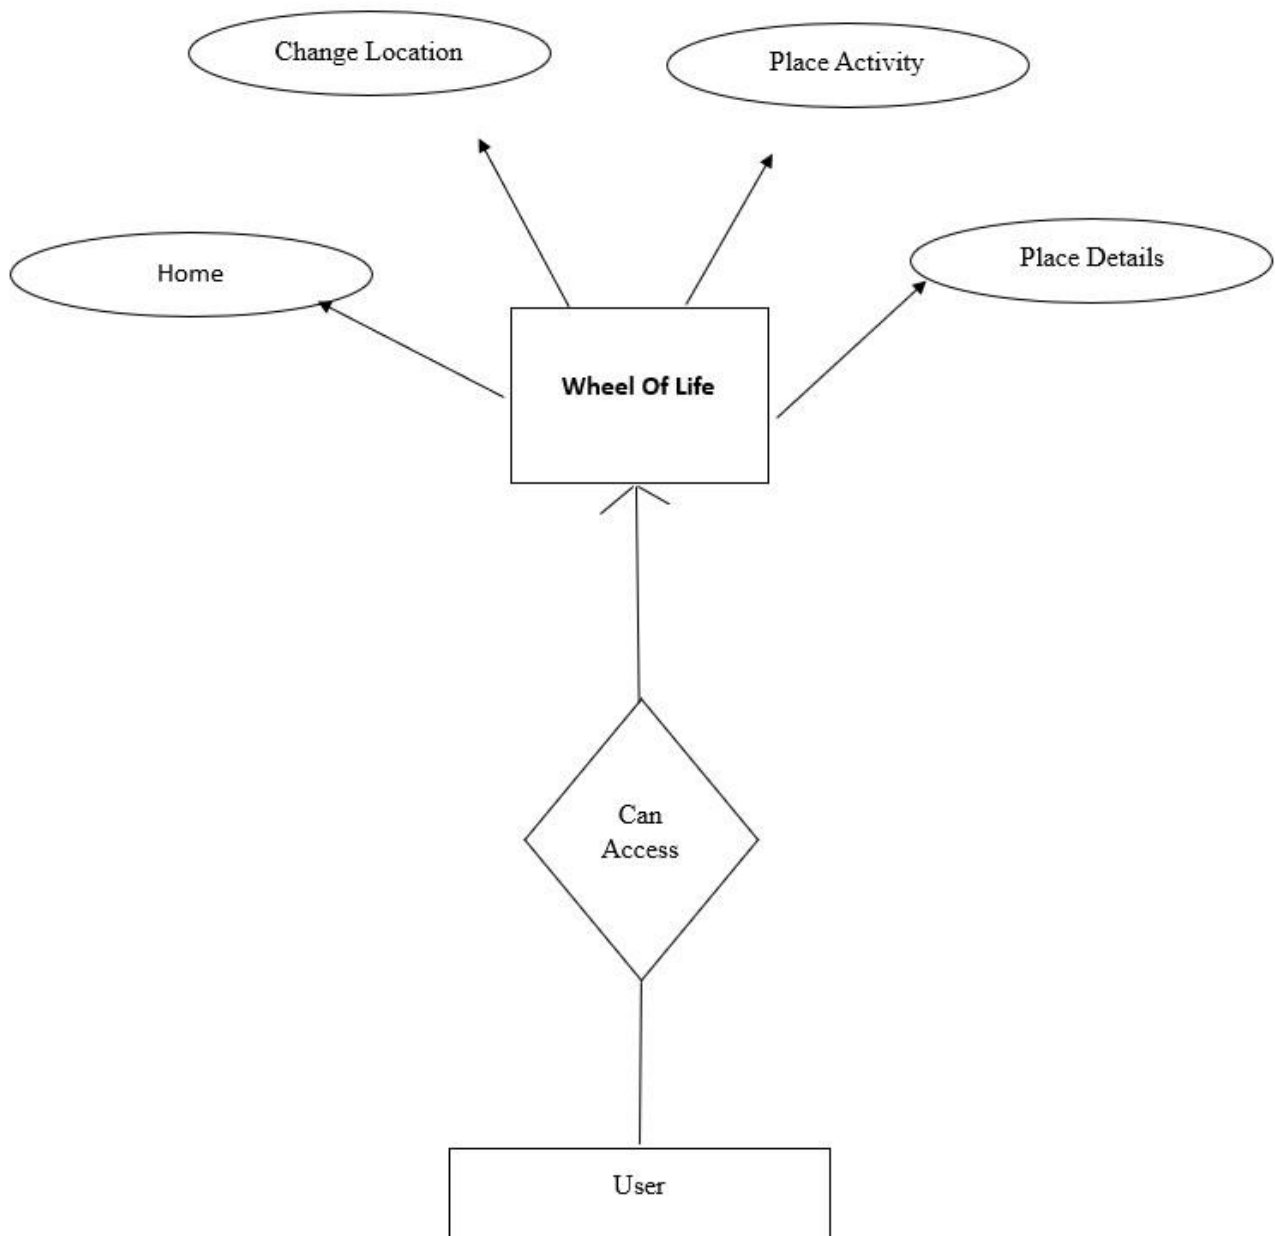 Change Location
Place Activity
Home
Place Details
Wheel Of Life
Can
Access
User